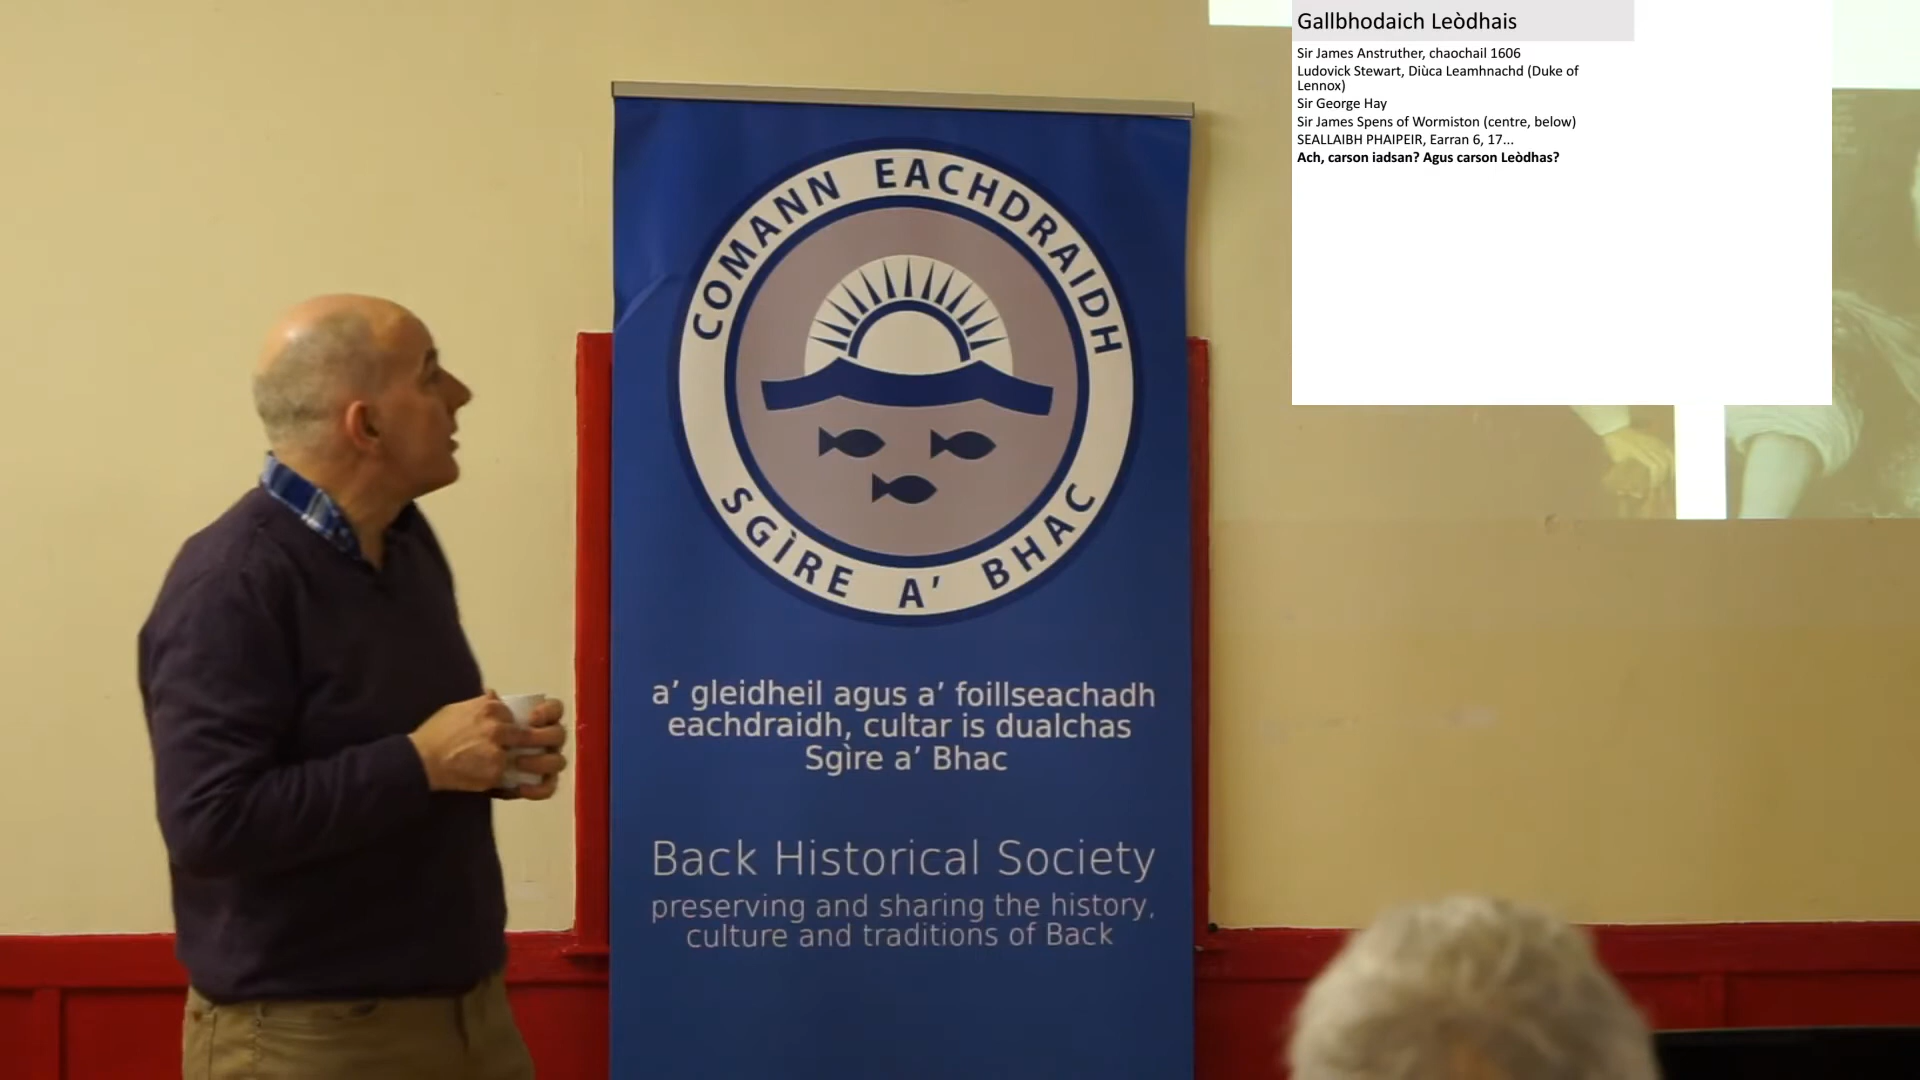 Gallbhodaich Leòdhais
Sir James Anstruther, chaochail 1606
Ludovick Stewart, Diùca Leamhnachd (Duke of
Lennox)
Sir George Hay
Sir James Spens of Wormiston (centre, below)
SEALLAIBH PHAIPEIR, Earran 6, 17...
Ach, carson iadsan? Agus carson Leòdhas?
COMANN EACHDRAIDH
SGÌRE A' BHAC
a' gleidheil agus a' foillseachadh
eachdraidh, cultar is dualchas
Sgìre a' Bhac
Back Historical Society
preserving and sharing the history,
culture and traditions of Back